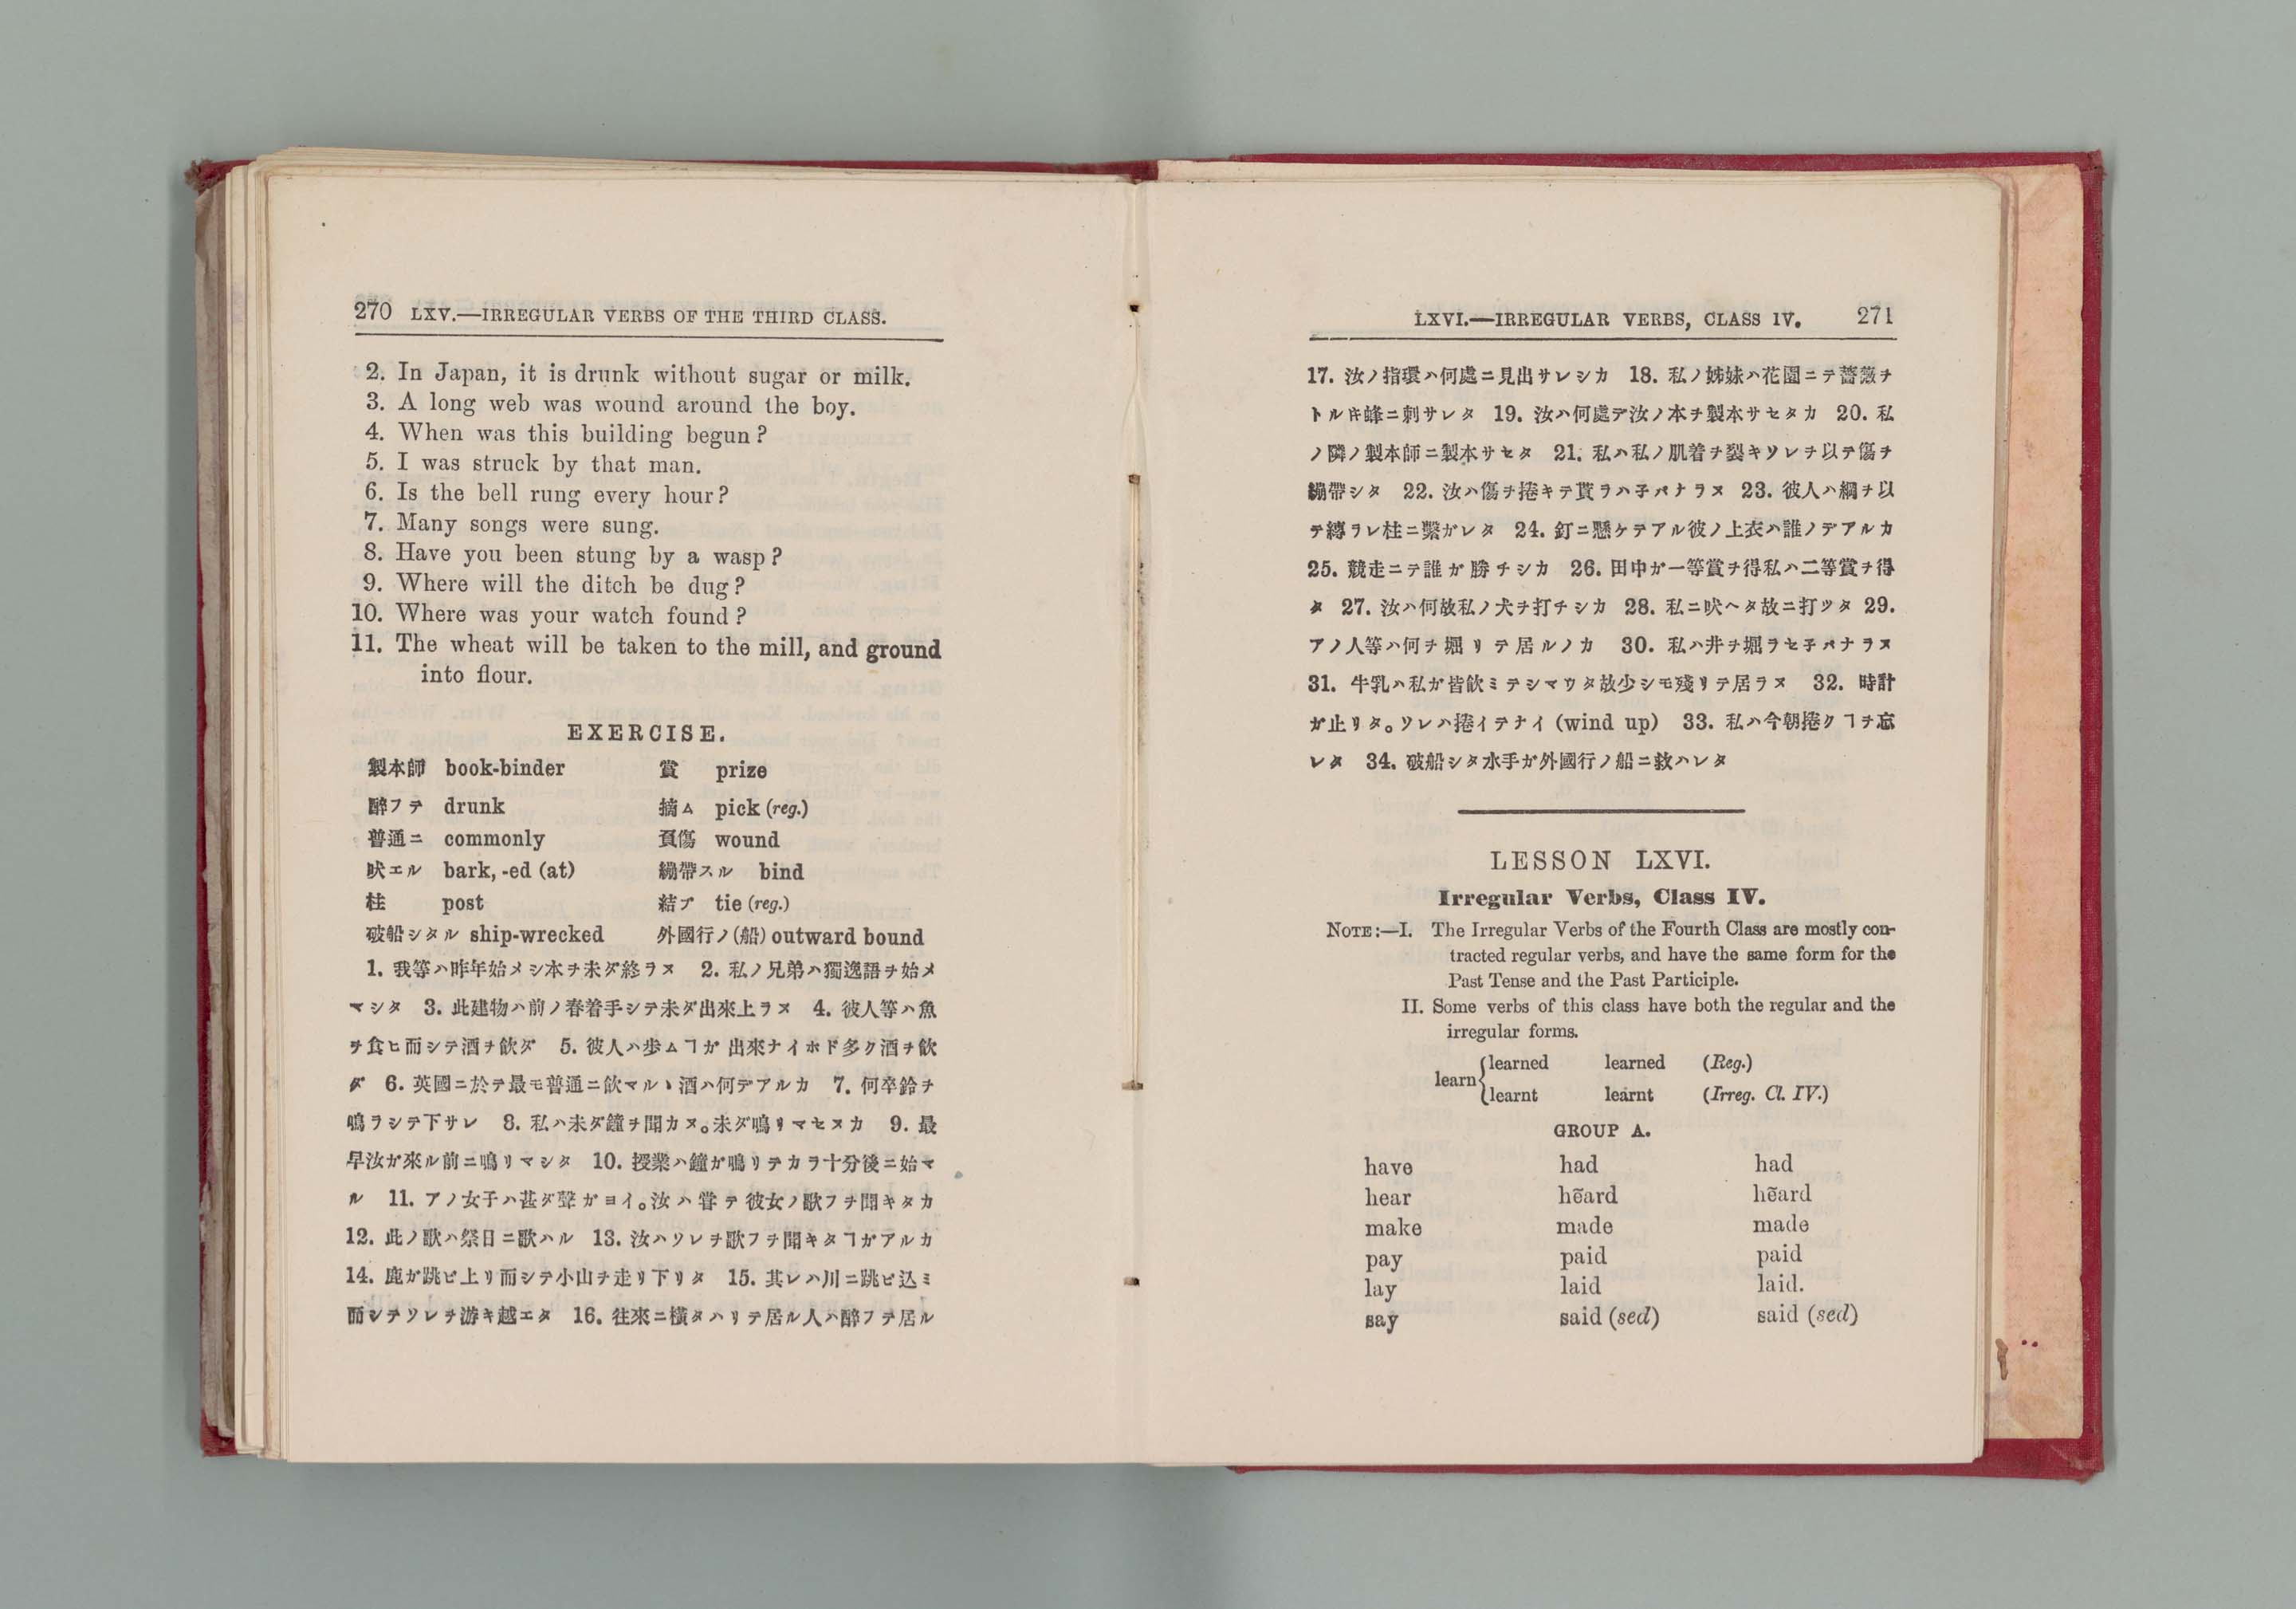 270 LXV.—IRREGULAR VERBS OF THE THIRD CLASS.
2. In Japan, it is drunk without sugar or milk.
3. A long web was wound around the boy.
4. When was this building begun?
5. I was struck by that man.
6. Is the bell rung every hour?
7. Many songs were sung.
8. Have you been stung by a wasp?
9. Where will the ditch be dug?
10. Where was your watch found?
11. The wheat will be taken to the mill, and ground
into flour.
EXERCISE.
製本師 book-binder 賞 prize
醉フテ drunk 摘ム pick (reg.)
普通ニ commonly 負傷 wound
吠エル bark, -ed (at) 繃帶スル bind
柱 post 結ブ tie (reg.)
破船シタル ship-wrecked 外國行ノ(船) outward bound
1. 我等ハ昨年始メシ本ヲ未ダ終ラヌ 2. 私ノ兄弟ハ獨逸語ヲ始メ
マシタ 3. 此建物ハ前ノ春着手シテ未ダ出來上ラヌ 4. 彼人等ハ魚
ヲ食ヒ而シテ酒ヲ飮ダ 5. 彼人ハ歩ムヿガ出來ナイホド多ク酒ヲ飮
ダ 6. 英國ニ於テ最モ普通ニ飮マルヽ酒ハ何デアルカ 7. 何卒鈴ヲ
鳴ラシテ下サレ 8. 私ハ未ダ鐘ヲ聞カヌ。未ダ鳴リマセヌカ 9. 最
早汝ガ來ル前ニ鳴リマシタ 10. 授業ハ鐘ガ鳴リテカラ十分後ニ始マ
ル 11. アノ女子ハ甚ダ聲ガヨイ。汝ハ嘗テ彼女ノ歌フヲ聞キタカ
12. 此ノ歌ハ祭日ニ歌ハル 13. 汝ハソレヲ歌フヲ聞キタヿガアルカ
14. 鹿ガ跳ビ上リ而シテ小山ヲ走リ下リタ 15. 其レハ川ニ跳ビ込ミ
而シテソレヲ游キ越エタ 16. 往來ニ橫タハリテ居ル人ハ醉フテ居ル
LXVI.—IRREGULAR VERBS, CLASS IV. 271
17. 汝ノ指環ハ何處ニ見出サレシカ 18. 私ノ姊妹ハ花園ニテ薔薇ヲ
トルキ蜂ニ刺サレタ 19. 汝ハ何處デ汝ノ本ヲ製本サセタカ 20. 私
ノ隣ノ製本師ニ製本サセタ 21. 私ハ私ノ肌着ヲ裂キソレヲ以テ傷ヲ
繃帶シタ 22. 汝ハ傷ヲ捲キテ貰ラハ子バナラヌ 23. 彼人ハ綱ヲ以
テ縛ラレ柱ニ繫ガレタ 24. 釘ニ懸ケテアル彼ノ上衣ハ誰ノデアルカ
25. 競走ニテ誰ガ勝チシカ 26. 田中ガ一等賞ヲ得私ハ二等賞ヲ得
タ 27. 汝ハ何故私ノ犬ヲ打チシカ 28. 私ニ吠ヘタ故ニ打ツタ 29.
アノ人等ハ何ヲ堀リテ居ルノカ 30. 私ハ井ヲ堀ラセ子バナラヌ
31. 牛乳ハ私ガ皆飮ミテシマウタ故少シモ殘リテ居ラヌ 32. 時計
ガ止リタ。ソレハ捲イテナイ (wind up) 33. 私ハ今朝捲クヿヲ忘
レタ 34. 破船シタ水手ガ外國行ノ船ニ救ハレタ
LESSON LXVI.
Irregular Verbs, Class IV.
NOTE:—I. The Irregular Verbs of the Fourth Class are mostly con-
tracted regular verbs, and have the same form for the
Past Tense and the Past Participle.
II. Some verbs of this class have both the regular and the
irregular forms.
learned learned (Reg.)
learn
learnt learnt (Irreg. Cl. IV.)
GROUP A.
have had had
hear hẽard hẽard
make made made
pay paid paid
lay laid laid.
say said (sed) said (sed)